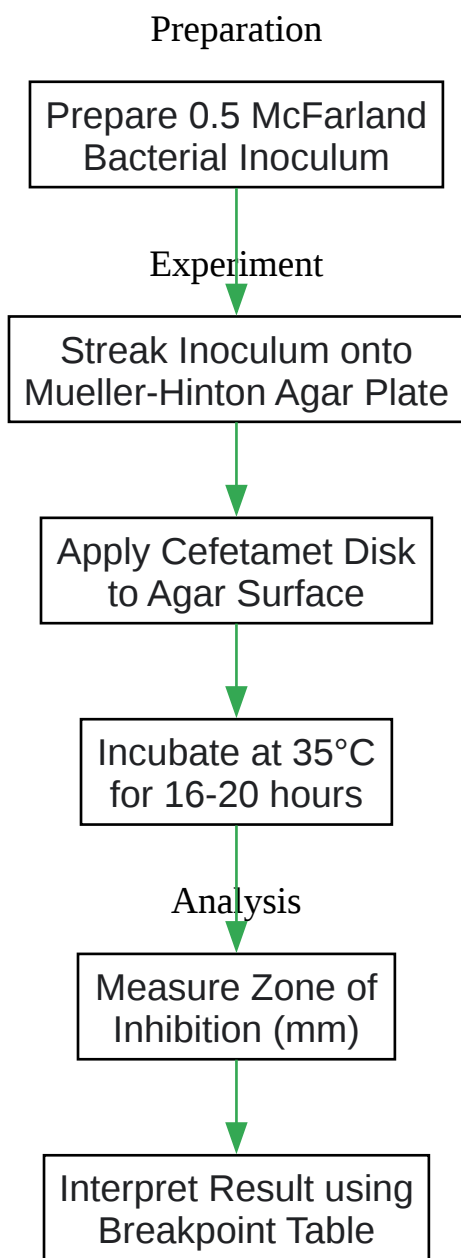 Preparation
Prepare 0.5 McFarland
Bacterial Inoculum
Experiment
Streak Inoculum onto
Mueller-Hinton Agar Plate
Apply Cefetamet Disk
to Agar Surface
Incubate at 35°C
for 16-20 hours
Analysis
Measure Zone of
Inhibition (mm)
Interpret Result using
Breakpoint Table